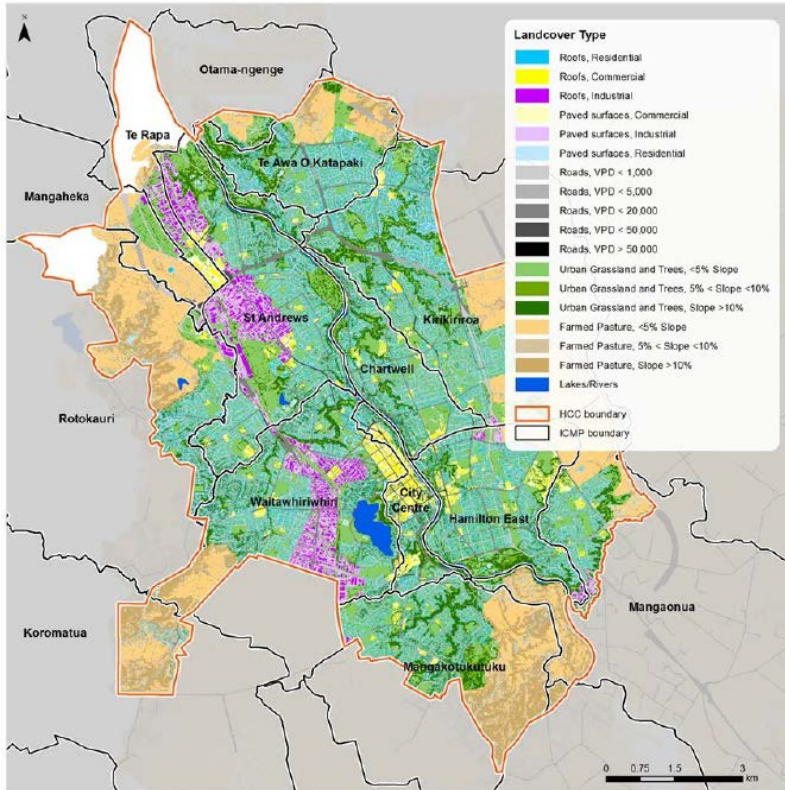 N
Otama-ngenge
Te Rapa
Te Awa O Katapaki
Mangaheka
St Andrews
Kirikiriroa
Chartwell
Rotokauri
Waitawhiriwhiri
City
Centre
Hamilton East
Koromatua
Mangakotukutuku
Mangaonua
Landcover Type
Roofs, Residential
Roofs, Commercial
Roofs, Industrial
Paved surfaces, Commercial
Paved surfaces, Industrial
Paved surfaces, Residential
Roads, VPD < 1,000
Roads, VPD < 5,000
Roads, VPD < 20,000
Roads, VPD < 50,000
Roads, VPD > 50,000
Urban Grassland and Trees, <5% Slope
Urban Grassland and Trees, 5% < Slope <10%
Urban Grassland and Trees, Slope >10%
Farmed Pasture, <5% Slope
Farmed Pasture, 5% < Slope <10%
Farmed Pasture, Slope >10%
Lakes/Rivers
HCC boundary
ICMP boundary
0 0.75 1.5 3
km